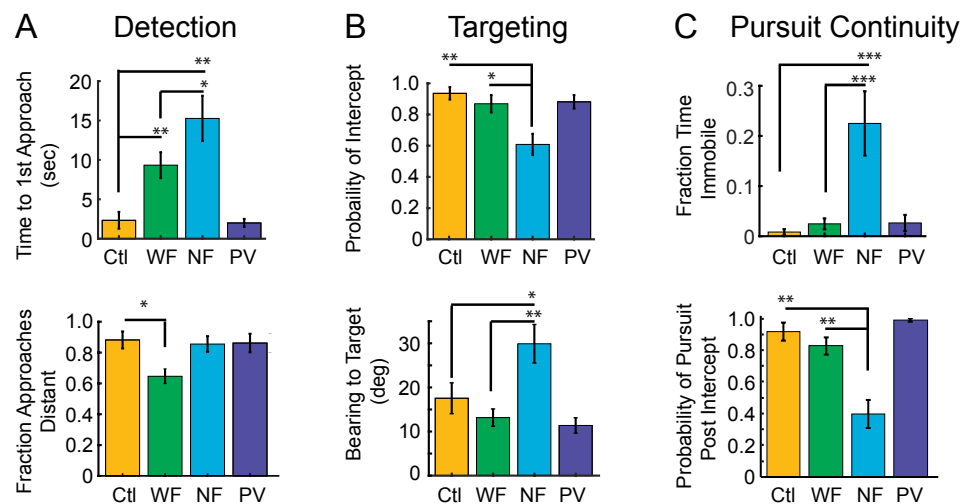 A Detection
B Targeting
C Pursuit Continuity
Time to 1st Approach
(sec)
20
15
10
5
0
**
*
**
Ctl WF NF PV
Probaility of Intercept
1.0
0.8
0.6
0.4
0.2
0
**
*
Ctl WF NF PV
Fraction Time
Immobile
0.3
0.2
0.1
0
***
***
Ctl WF NF PV
Fraction Approaches
Distant
1.0
0.8
0.6
0.4
0.2
0
*
Ctl WF NF PV
Bearing to Target
(deg)
30
20
10
0
*
**
Ctl WF NF PV
Probability of Pursuit
Post Intercept
1.0
0.8
0.6
0.4
0.2
0
**
**
Ctl WF NF PV